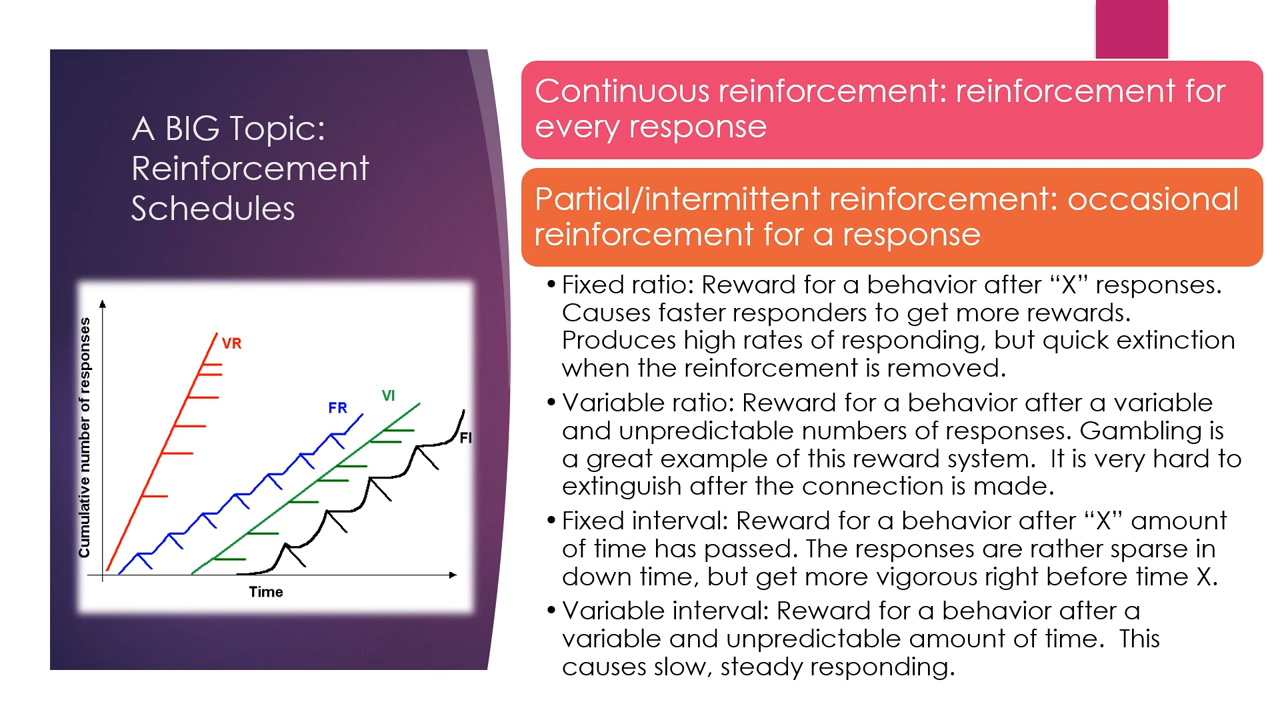 A BIG Topic:
Reinforcement
Schedules
Cumulative number of responses
VR
FR
VI
FI
Time
Continuous reinforcement: reinforcement for
every response
Partial/intermittent reinforcement: occasional
reinforcement for a response
• Fixed ratio: Reward for a behavior after “X” responses.
Causes faster responders to get more rewards.
Produces high rates of responding, but quick extinction
when the reinforcement is removed.
• Variable ratio: Reward for a behavior after a variable
and unpredictable numbers of responses. Gambling is
a great example of this reward system.  It is very hard to
extinguish after the connection is made.
• Fixed interval: Reward for a behavior after “X” amount
of time has passed. The responses are rather sparse in
down time, but get more vigorous right before time X.
• Variable interval: Reward for a behavior after a
variable and unpredictable amount of time.  This
causes slow, steady responding.